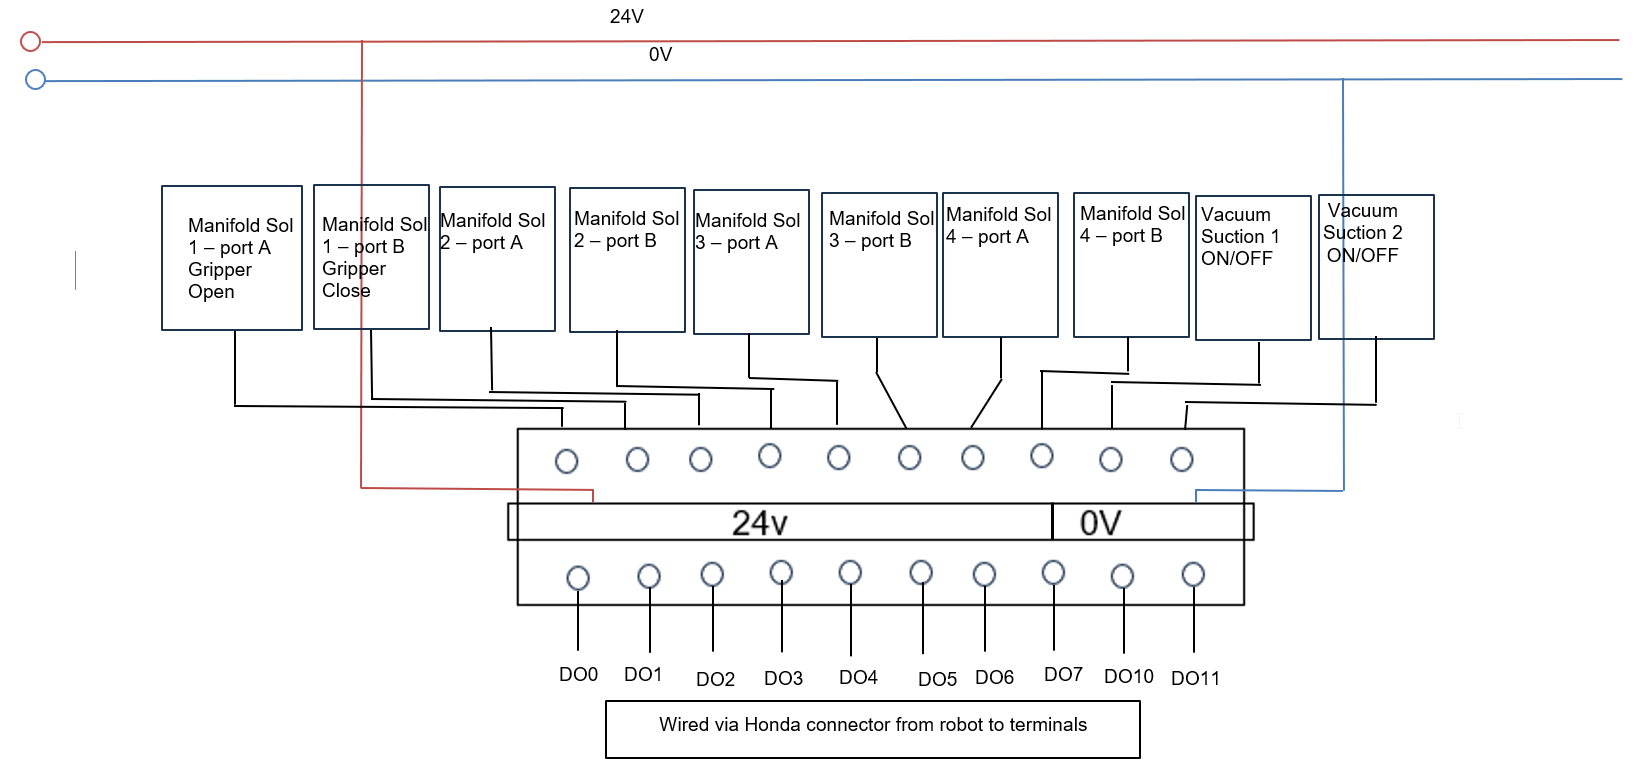 24V
0V
Manifold Sol
1 – port A
Gripper
Open
Manifold Sol
1 – port B
Gripper
Close
Manifold Sol
2 – port A
Manifold Sol
2 – port B
Manifold Sol
3 – port A
Manifold Sol
3 – port B
Manifold Sol
4 – port A
Manifold Sol
4 – port B
Vacuum
Suction 1
ON/OFF
Vacuum
Suction 2
ON/OFF
24v
0V
DO0
DO1
DO2
DO3
DO4
DO5
DO6
DO7
DO10
DO11
Wired via Honda connector from robot to terminals